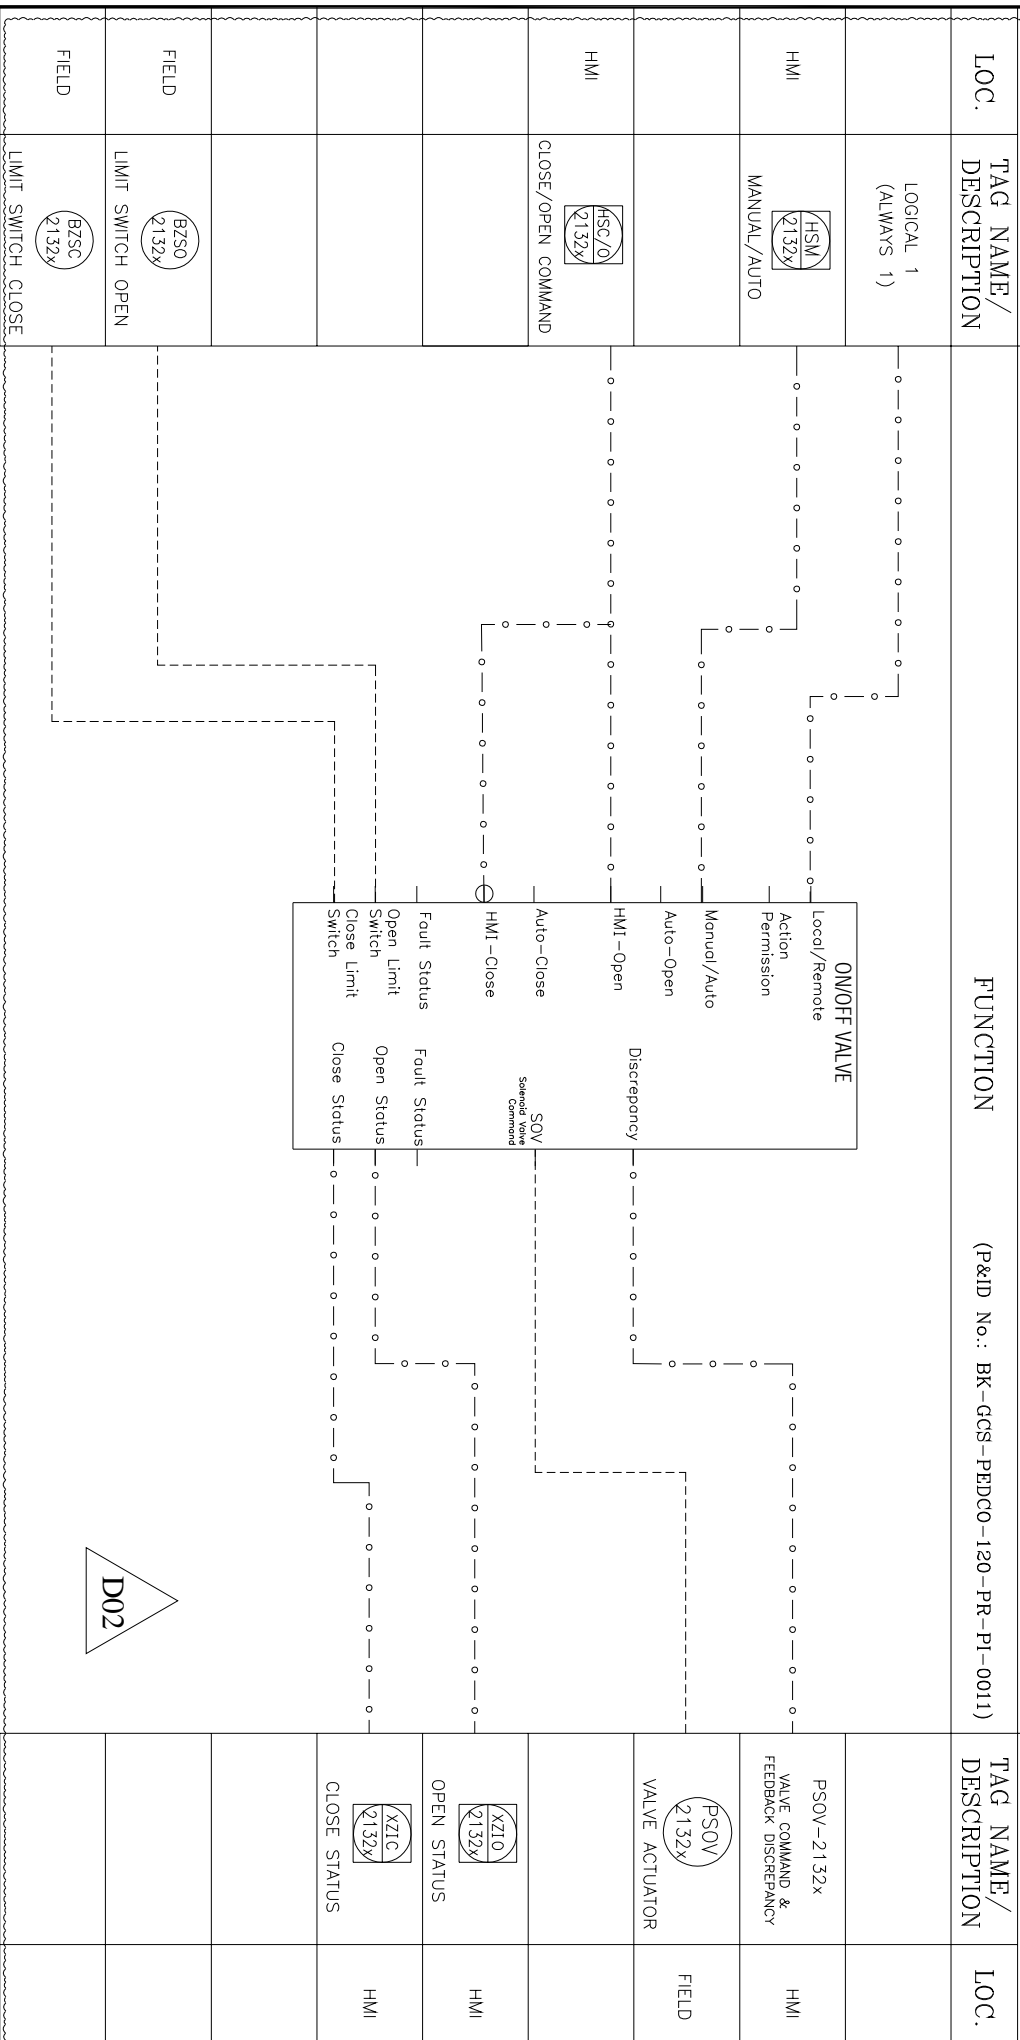 LOC.
TAG NAME/
DESCRIPTION
FUNCTION
(P&ID No.: BK-GCS-PEDCO-120-PR-PI-0011)
TAG NAME/
DESCRIPTION
LOC.
LOGICAL 1
(ALWAYS 1)
HMI
HSM
2132x
MANUAL/AUTO
HMI
HSC/O
2132x
CLOSE/OPEN COMMAND
FIELD
BZSO
2132x
LIMIT SWITCH OPEN
FIELD
BZSC
2132x
LIMIT SWITCH CLOSE
ON/OFF VALVE
Local/Remote
Action
Permission
Manual/Auto
Auto-Open
HMI-Open
Auto-Close
HMI-Close
Fault Status
Open Limit
Switch
Close Limit
Switch
Discrepancy
SOV
Solenoid Valve
Command
Fault Status
Open Status
Close Status
PSOV-2132x
VALVE COMMAND &
FEEDBACK DISCREPANCY
HMI
PSOV
2132x
VALVE ACTUATOR
FIELD
XZIO
2132x
OPEN STATUS
HMI
XZIC
2132x
CLOSE STATUS
HMI
D02